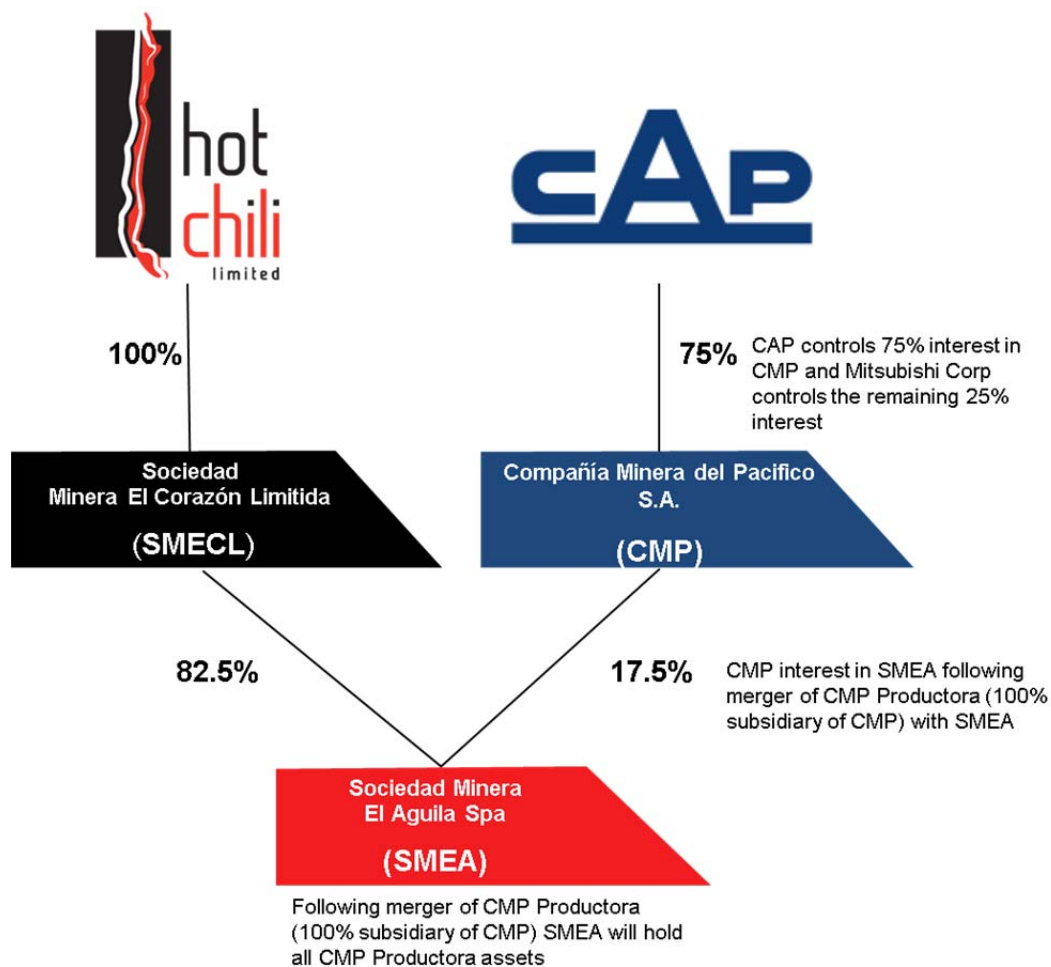 hot
chili
limited
CAP
100%
75%
CAP controls 75% interest in
CMP and Mitsubishi Corp
controls the remaining 25%
interest
Sociedad
Minera El Corazón Limitida
(SMECL)
Compañía Minera del Pacifico
S.A.
(CMP)
82.5%
17.5%
CMP interest in SMEA following
merger of CMP Productora (100%
subsidiary of CMP) with SMEA
Sociedad Minera
El Aguila Spa
(SMEA)
Following merger of CMP Productora
(100% subsidiary of CMP) SMEA will hold
all CMP Productora assets